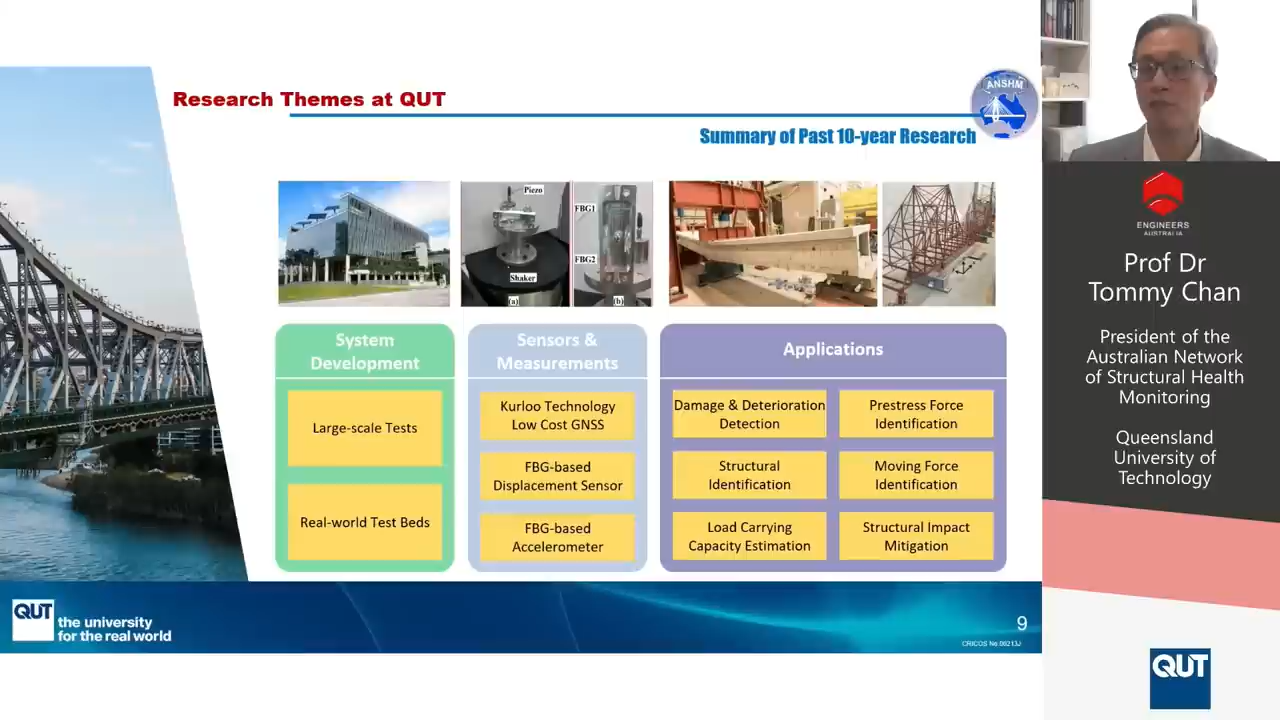 Research Themes at QUT
ANSHM
Summary of Past 10-year Research
Piezo
Shaker
(a)
FBG1
FBG2
(b)
System
Development
Large-scale Tests
Real-world Test Beds
Sensors &
Measurements
Kurloo Technology
Low Cost GNSS
FBG-based
Displacement Sensor
FBG-based
Accelerometer
Applications
Damage & Deterioration
Detection
Prestress Force
Identification
Structural
Identification
Moving Force
Identification
Load Carrying
Capacity Estimation
Structural Impact
Mitigation
QUT
the university
for the real world
9
CRICOS No.00213J
ENGINEERS
AUSTRALIA
Prof Dr
Tommy Chan
President of the
Australian Network
of Structural Health
Monitoring
Queensland
University of
Technology
QUT